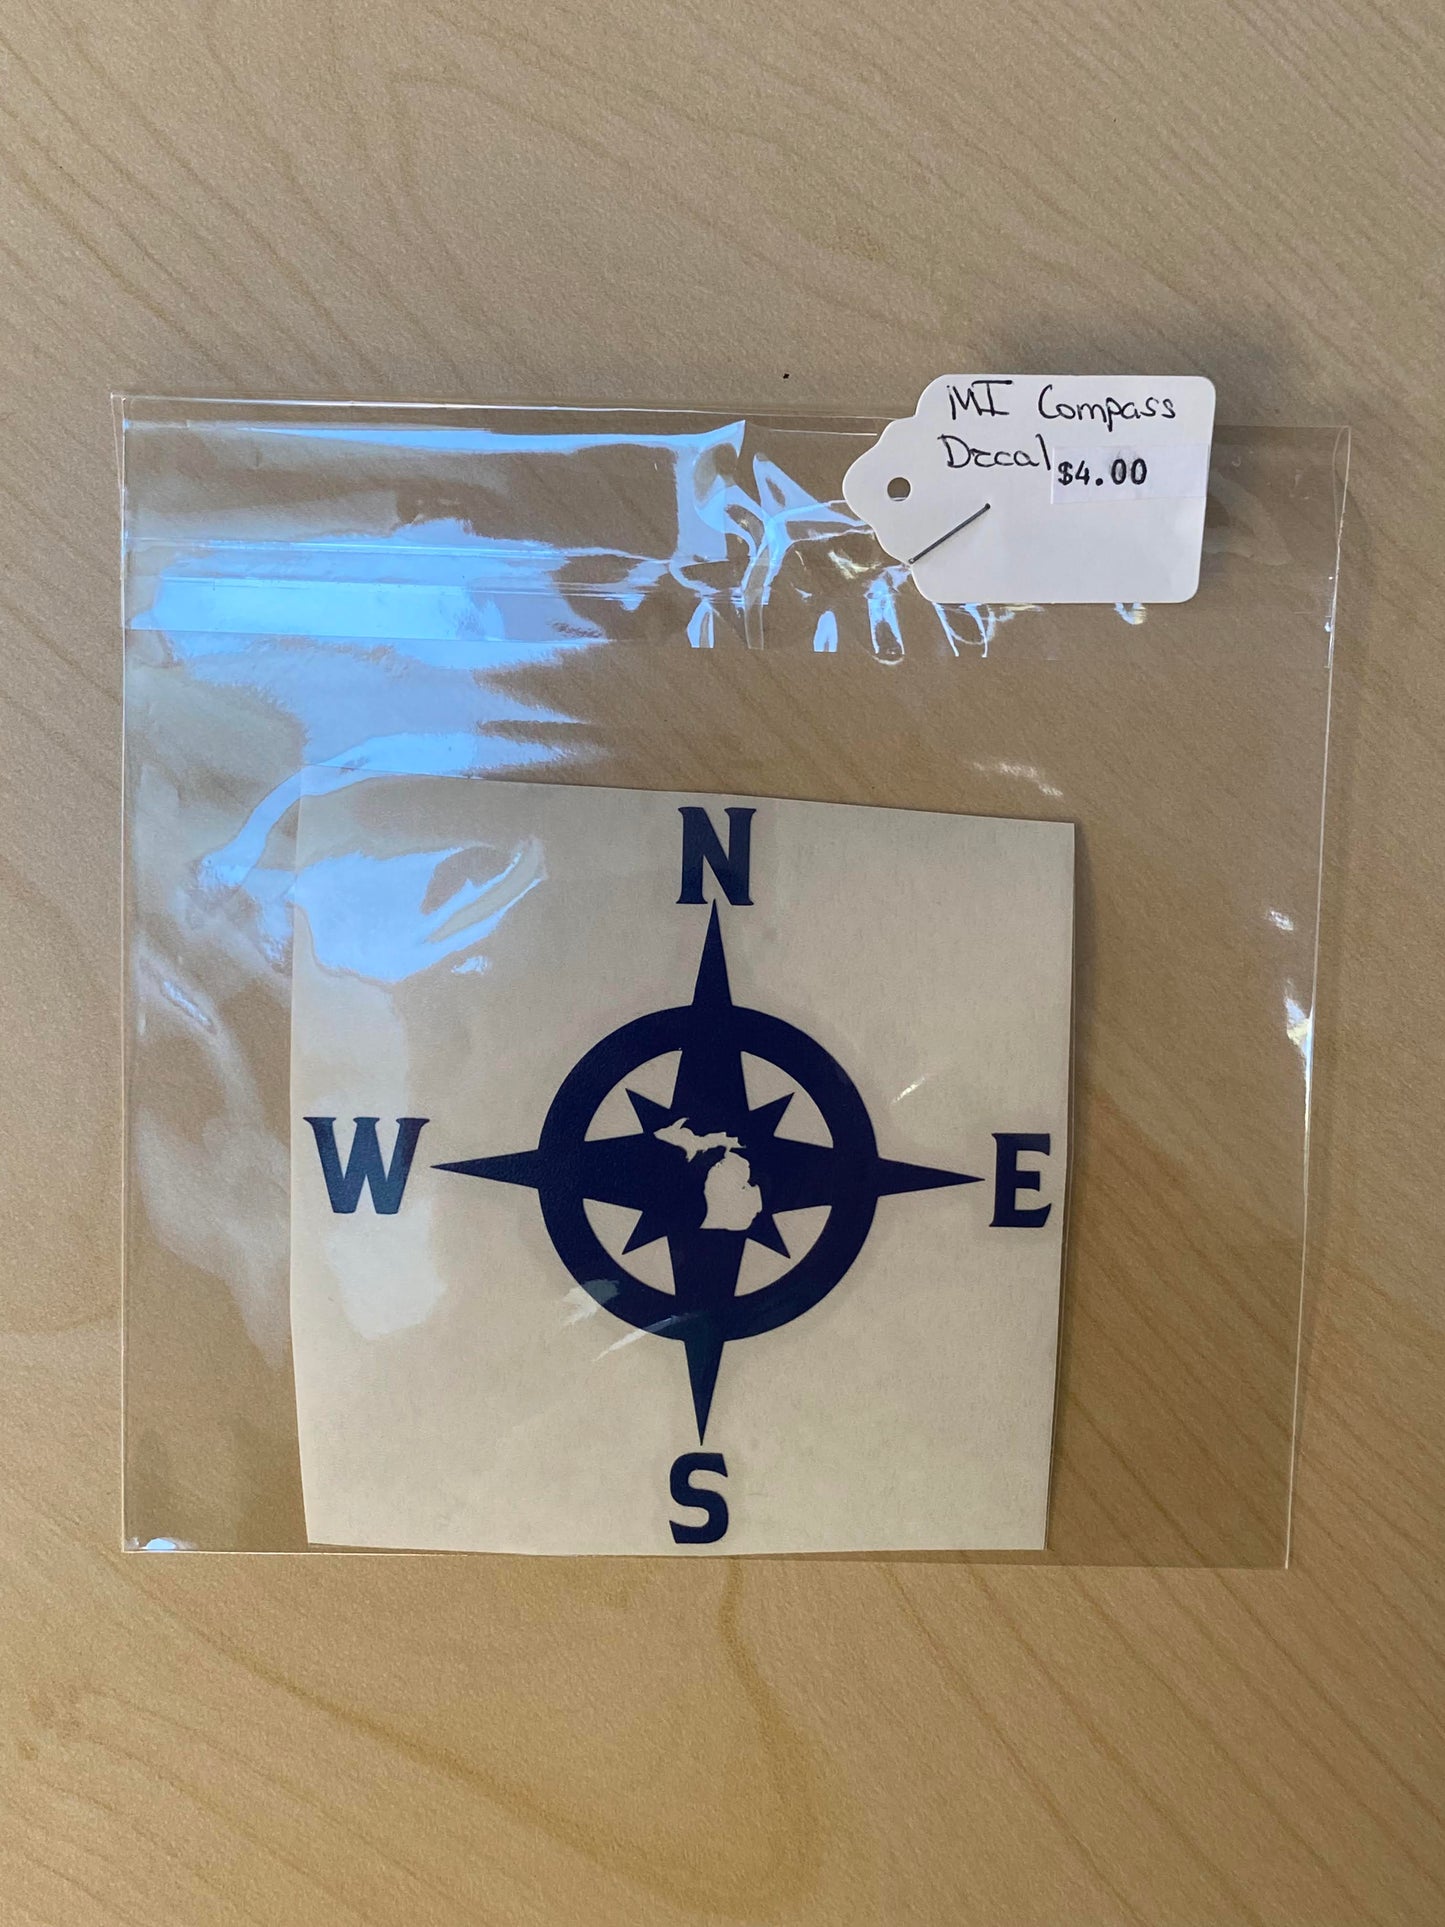 MI Compass
Decal $4.00
N
W E
S